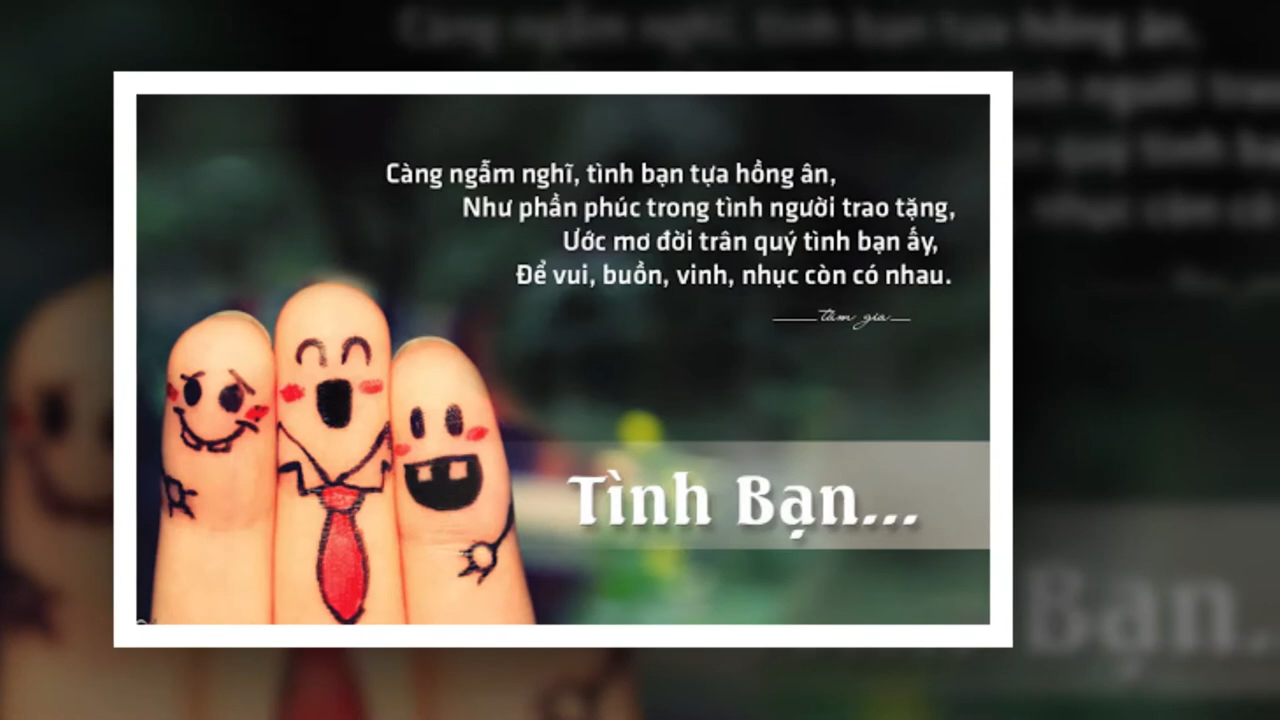 Càng ngẫm nghĩ, tình bạn tựa hồng ân,
Như phần phúc trong tình người trao tặng,
Ước mơ đời trân quý tình bạn ấy,
Để vui, buồn, vinh, nhục còn có nhau.
tâm gia
Tình Bạn...